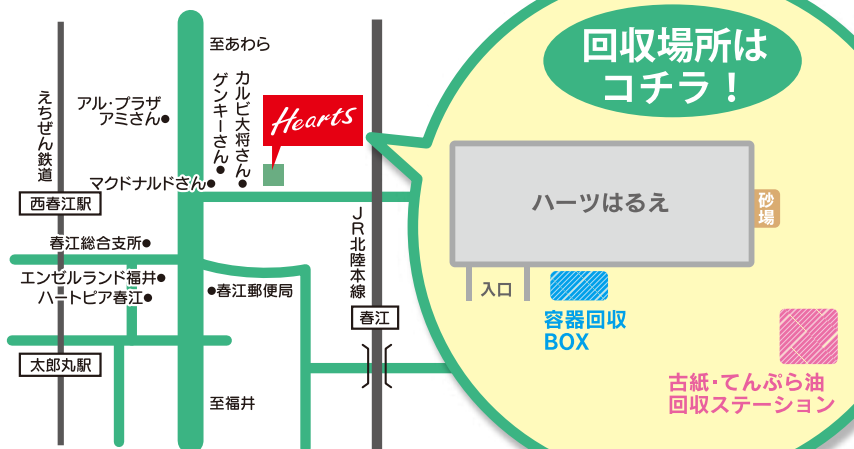 至あわら
えちぜん鉄道
アル・プラザ
アミさん
ゲンキーさん
カルビ大将さん
Hearts
マクドナルドさん
西春江駅
春江総合支所
エンゼルランド福井
ハートピア春江
春江郵便局
JR北陸本線
春江
太郎丸駅
至福井
回収場所は
コチラ！
ハーツはるえ
砂場
入口
容器回収
BOX
古紙・てんぷら油
回収ステーション